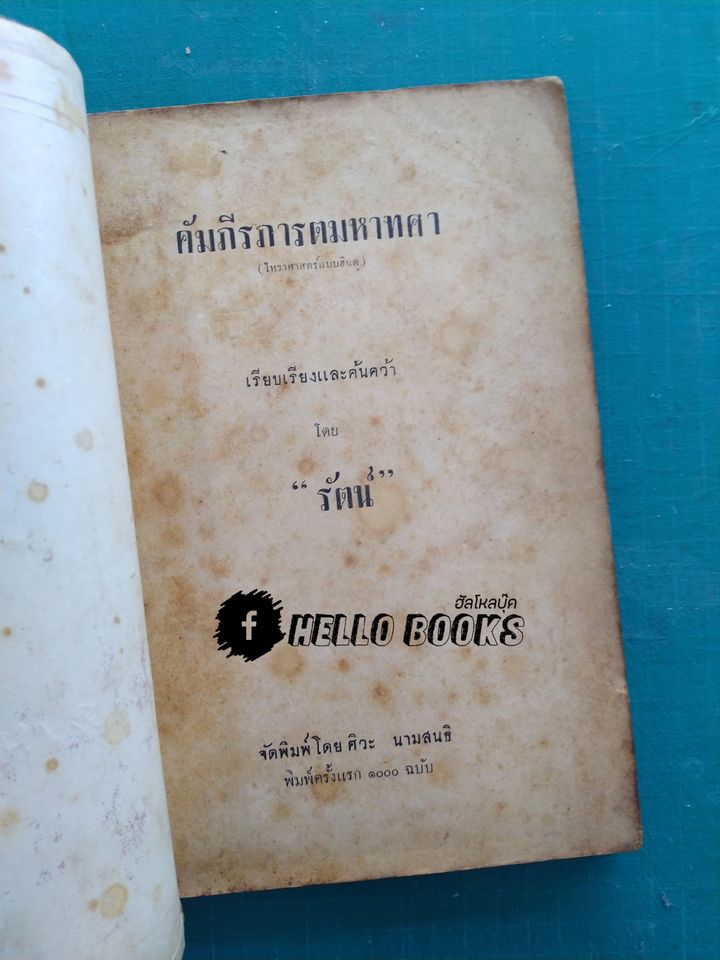 คัมภีรภารตมหาทศา
(โหราศาสตร์แบบฮินดู)
เรียบเรียงและค้นคว้า
โดย
“รัตน์”
f
ฮัลโหลบุ๊ค
HELLO BOOKS
จัดพิมพ์โดย ศิวะ นามสนธิ
พิมพ์ครั้งแรก ๑๐๐๐ ฉบับ